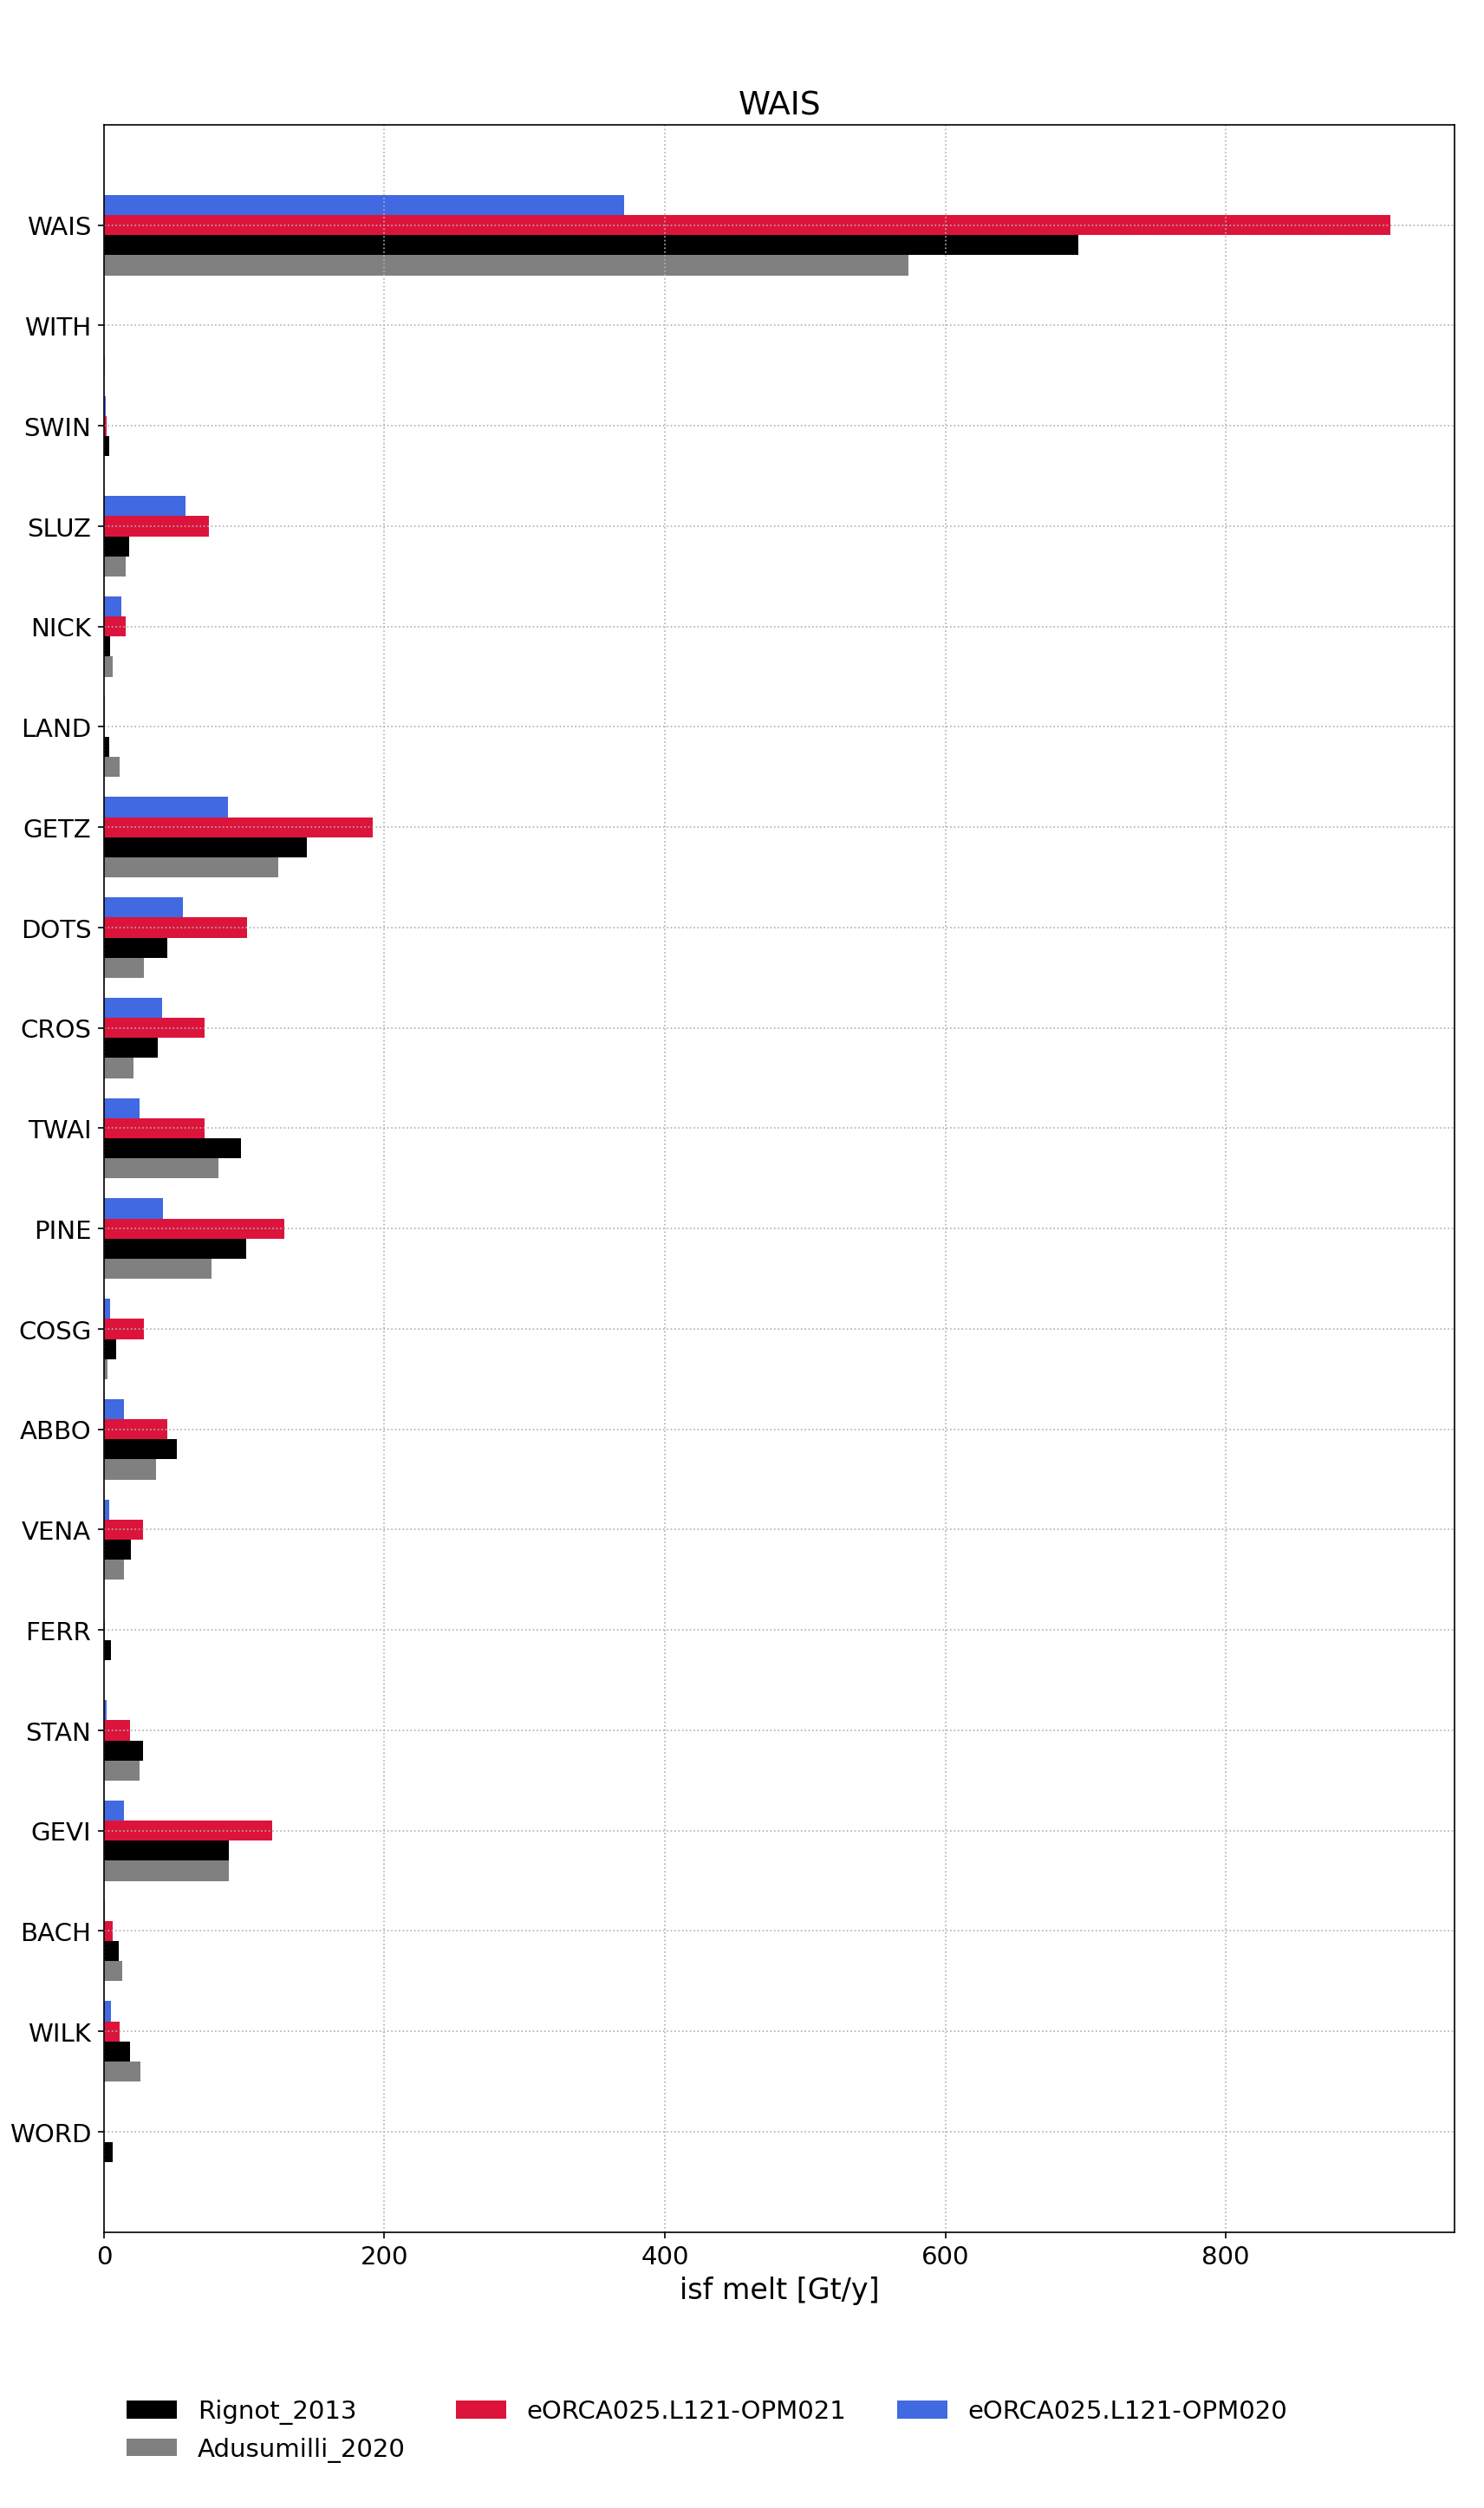 WAIS
WAIS
WITH
SWIN
SLUZ
NICK
LAND
GETZ
DOTS
CROS
TWAI
PINE
COSG
ABBO
VENA
FERR
STAN
GEVI
BACH
WILK
WORD
0 200 400 600 800
isf melt [Gt/y]
Rignot_2013 eORCA025.L121-OPM021 eORCA025.L121-OPM020
Adusumilli_2020